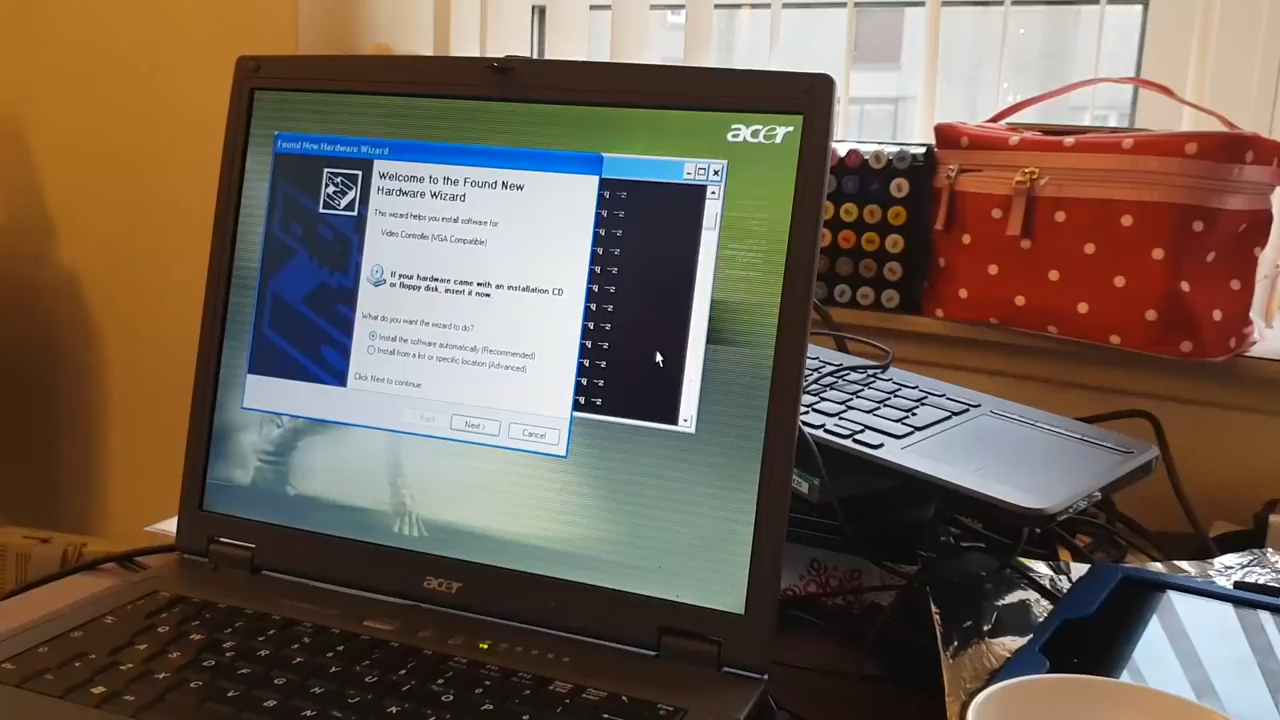 acer
Found New Hardware Wizard
Welcome to the Found New
Hardware Wizard
This wizard helps you install software for:
Video Controller (VGA Compatible)
If your hardware came with an installation CD
or floppy disk, insert it now.
What do you want the wizard to do?
Install the software automatically (Recommended)
Install from a list or specific location (Advanced)
Click Next to continue.
< Back
Next >
Cancel
-q -z
-q -z
-q -z
-q -z
-q -z
-q -z
-q -z
-q -z
-q -z
-q -z
-q -z
-q -z
acer